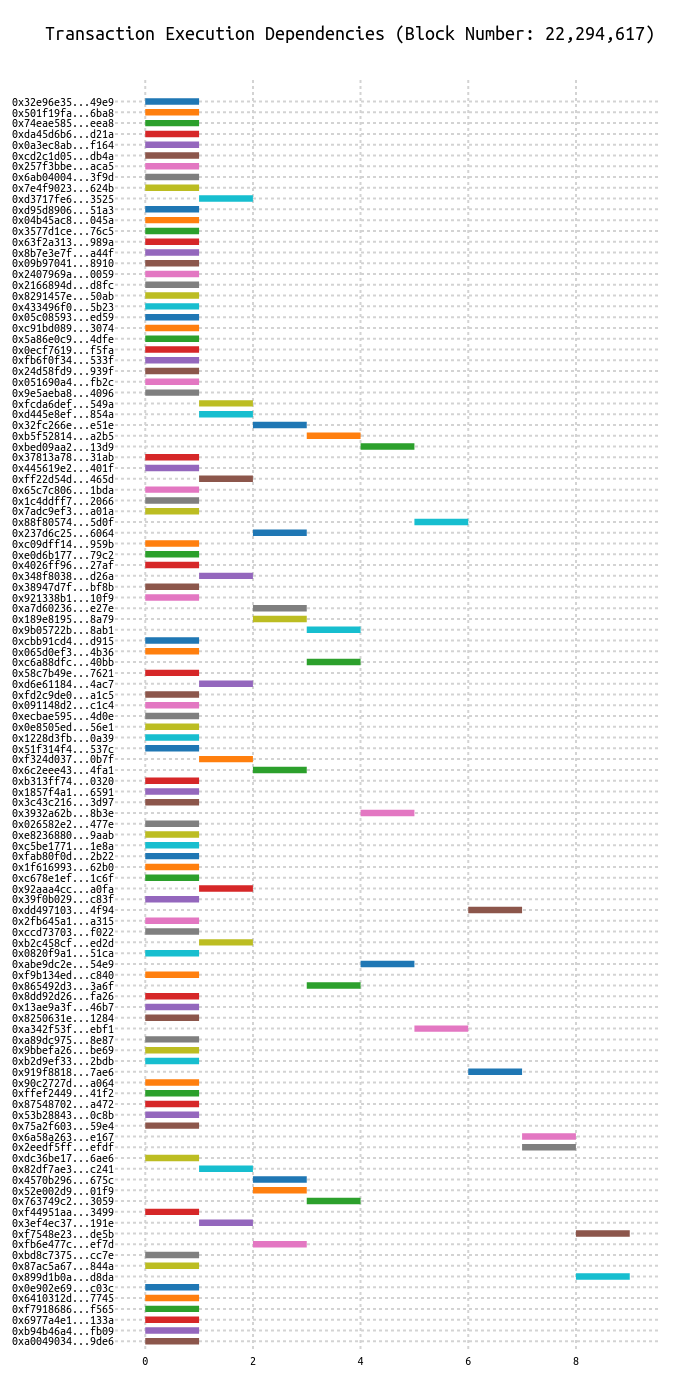 Transaction Execution Dependencies (Block Number: 22,294,617)
0x32e96e35...49e9
0x501f19fa...6ba8
0x74eae585...eea8
0xda45d6b6...d21a
0x0a3ec8ab...f164
0xcd2c1d05...db4a
0x257f3bbe...aca5
0x6ab04004...3f9d
0x7e4f9023...624b
0xd3717fe6...3525
0xd95d8906...51a3
0x04b45ac8...045a
0x3577d1ce...76c5
0x63f2a313...989a
0x8b7e3e7f...a44f
0x09b97041...8910
0x2407969a...0059
0x2166894d...d8fc
0x8291457e...50ab
0x433496f0...5b23
0x05c08593...ed59
0xc91bd089...3074
0x5a86e0c9...4dfe
0x0ecf7619...f5fa
0xfb6f0f34...533f
0x24d58fd9...939f
0x051690a4...fb2c
0x9e5aeba8...4096
0xfcda6def...549a
0xd445e8ef...854a
0x32fc266e...e51e
0xb5f52814...a2b5
0xbed09aa2...13d9
0x37813a78...31ab
0x445619e2...401f
0xff22d54d...465d
0x65c7c806...1bda
0x1c4ddff7...2066
0x7adc9ef3...a01a
0x88f80574...5d0f
0x237d6c25...6064
0xc09dff14...959b
0xe0d6b177...79c2
0x4026ff96...27af
0x348f8038...d26a
0x38947d7f...bf8b
0x921338b1...10f9
0xa7d60236...e27e
0x189e8195...8a79
0x9b05722b...8ab1
0xcbb91cd4...d915
0x065d0ef3...4b36
0xc6a88dfc...40bb
0x58c7b49e...7621
0xd6e61184...4ac7
0xfd2c9de0...a1c5
0x091148d2...c1c4
0xecbae595...4d0e
0x0e8505ed...56e1
0x1228d3fb...0a39
0x51f314f4...537c
0xf324d037...0b7f
0x6c2eee43...4fa1
0xb313ff74...0320
0x1857f4a1...6591
0x3c43c216...3d97
0x3932a62b...8b3e
0x026582e2...477e
0xe8236880...9aab
0xc5be1771...1e8a
0xfab80f0d...2b22
0x1f616993...62b0
0xc678e1ef...1c6f
0x92aaa4cc...a0fa
0x39f0b029...c83f
0xdd497103...4f94
0x2fb645a1...a315
0xccd73703...f022
0xb2c458cf...ed2d
0x0820f9a1...51ca
0xabe9dc2e...54e9
0xf9b134ed...c840
0x865492d3...3a6f
0x8dd92d26...fa26
0x13ae9a3f...46b7
0x8250631e...1284
0xa342f53f...ebf1
0xa89dc975...8e87
0x9bbefa26...be69
0xb2d9ef33...2bdb
0x919f8818...7ae6
0x90c2727d...a064
0xffef2449...41f2
0x87548702...a472
0x53b28843...0c8b
0x75a2f603...59e4
0x6a58a263...e167
0x2eedf5ff...efdf
0xdc36be17...6ae6
0x82df7ae3...c241
0x4570b296...675c
0x52e002d9...01f9
0x763749c2...3059
0xf44951aa...3499
0x3ef4ec37...191e
0xf7548e23...de5b
0xfb6e477c...ef7d
0xbd8c7375...cc7e
0x87ac5a67...844a
0x899d1b0a...d8da
0x0e902e69...c03c
0x6410312d...7745
0xf7918686...f565
0x6977a4e1...133a
0xb94b46a4...fb09
0xa0049034...9de6
0 2 4 6 8